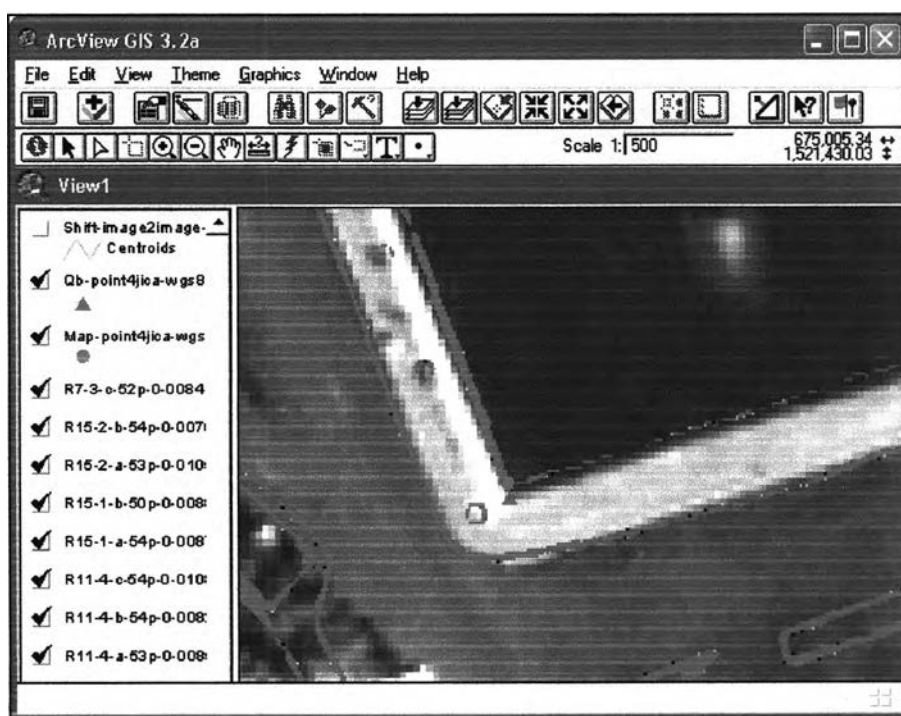 ArcView GIS 3.2a
File Edit View Theme Graphics Window Help
Scale 1: 500
675,005.34
1,521,430.03
View1
Shift-image2image-
Centroids
Qb-point4jica-wgs8
Map-point4jica-wgs
R7-3-c-52p-0-0084
R15-2-b-54p-0-007
R15-2-a-53p-0-010
R15-1-b-50p-0-008
R15-1-a-54p-0-008
R11-4-c-54p-0-010
R11-4-b-54p-0-008
R11-4-a-53p-0-008